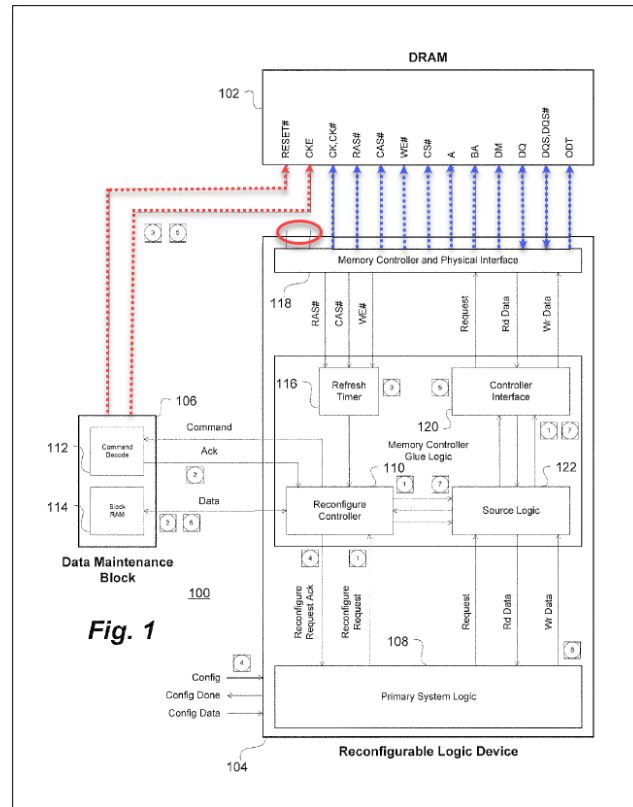 DRAM
102
RESET#
CKE
CK,CK#
RAS#
CAS#
WE#
CS#
A
BA
DM
DQ
DQS,DQS#
ODT
3 5
Memory Controller and Physical Interface
118
RAS#
CAS#
WE#
Request
Rd Data
Wr Data
116
Refresh
Timer
3
5
Controller
Interface
120
1 7
Memory Controller
Glue Logic
106
112
Command
Decode
Command
Ack
2
110
1 7
122
114
Block
RAM
Data
2 6
Reconfigure
Controller
Source Logic
Data Maintenance
Block
4
1
100
Fig. 1
Reconfigure
Request Ack
Reconfigure
Request
Request
Rd Data
Wr Data
108
8
4
Config
Config Done
Config Data
Primary System Logic
104
Reconfigurable Logic Device